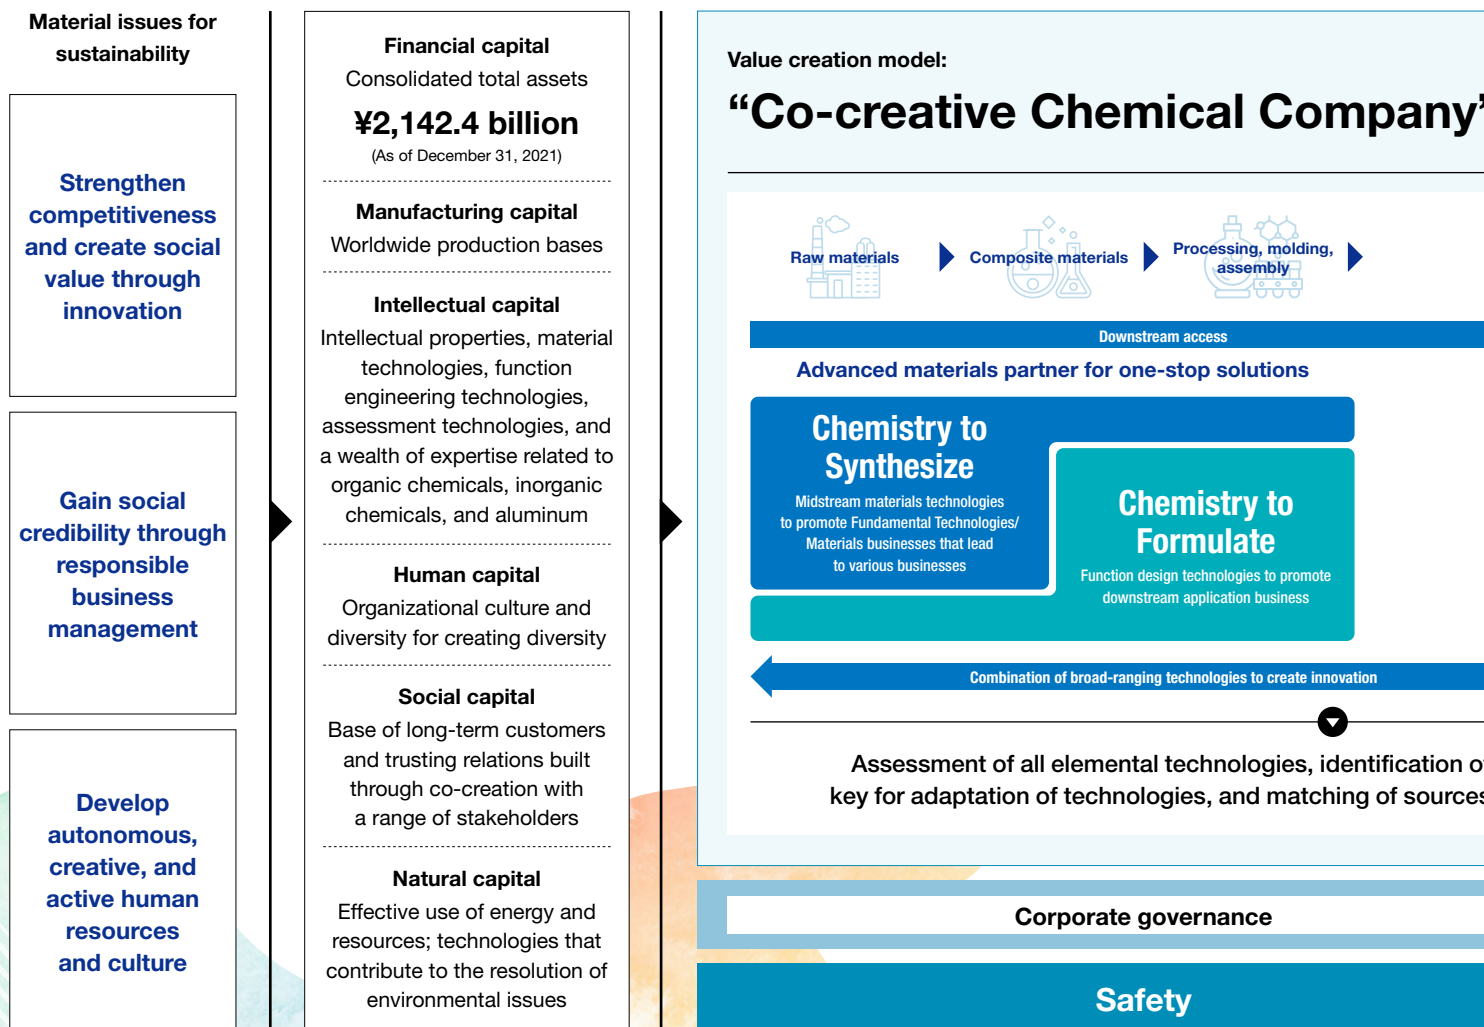 Material issues for
sustainability
Strengthen
competitiveness
and create social
value through
innovation
Gain social
credibility through
responsible
business
management
Develop
autonomous,
creative, and
active human
resources
and culture
Financial capital
Consolidated total assets
¥2,142.4 billion
(As of December 31, 2021)
Manufacturing capital
Worldwide production bases
Intellectual capital
Intellectual properties, material
technologies, function
engineering technologies,
assessment technologies, and
a wealth of expertise related to
organic chemicals, inorganic
chemicals, and aluminum
Human capital
Organizational culture and
diversity for creating diversity
Social capital
Base of long-term customers
and trusting relations built
through co-creation with
a range of stakeholders
Natural capital
Effective use of energy and
resources; technologies that
contribute to the resolution of
environmental issues
Value creation model:
“Co-creative Chemical Company”
Raw materials
Composite materials
Processing, molding,
assembly
Downstream access
Advanced materials partner for one-stop solutions
Chemistry to
Synthesize
Midstream materials technologies
to promote Fundamental Technologies/
Materials businesses that lead
to various businesses
Chemistry to
Formulate
Function design technologies to promote
downstream application business
Combination of broad-ranging technologies to create innovation
Assessment of all elemental technologies, identification
key for adaptation of technologies, and matching of sources
Corporate governance
Safety